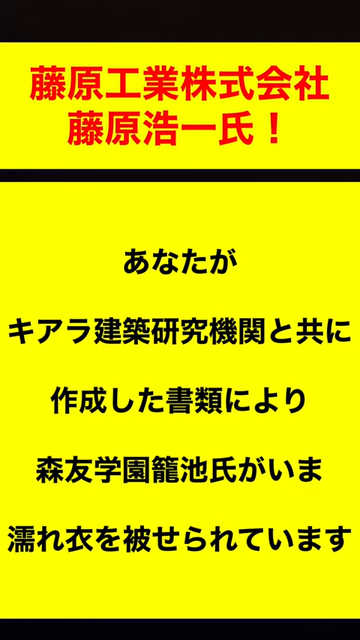 藤原工業株式会社
藤原浩一氏！
あなたが
キアラ建築研究機関と共に
作成した書類により
森友学園籠池氏がいま
濡れ衣を被せられています